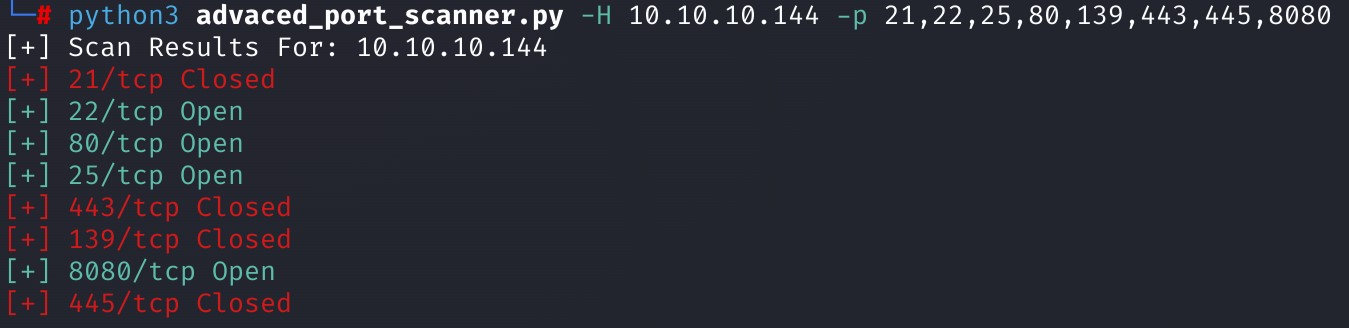 └─# python3 advaced_port_scanner.py -H 10.10.10.144 -p 21,22,25,80,139,443,445,8080
[+] Scan Results For: 10.10.10.144
[+] 21/tcp Closed
[+] 22/tcp Open
[+] 80/tcp Open
[+] 25/tcp Open
[+] 443/tcp Closed
[+] 139/tcp Closed
[+] 8080/tcp Open
[+] 445/tcp Closed